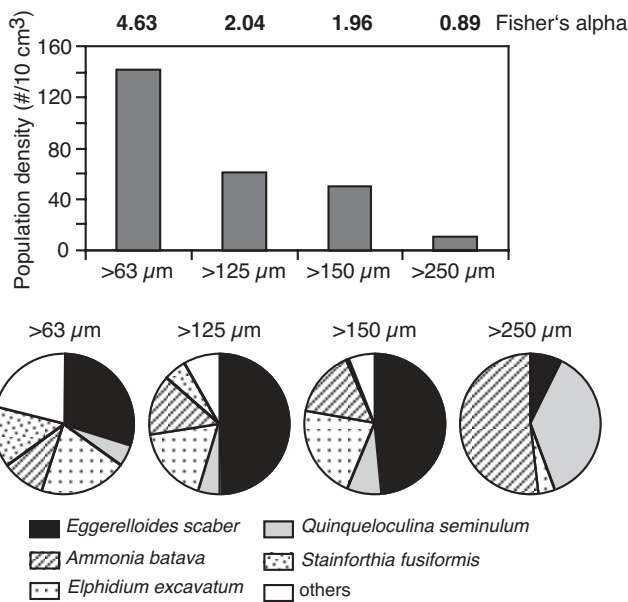 4.63 2.04 1.96 0.89 Fisher's alpha
Population density (#/10 cm³)
160
120
80
40
0
>63 µm >125 µm >150 µm >250 µm
>63 µm >125 µm >150 µm >250 µm
Eggerelloides scaber Quinqueloculina seminulum
Ammonia batava Stainforthia fusiformis
Elphidium excavatum others